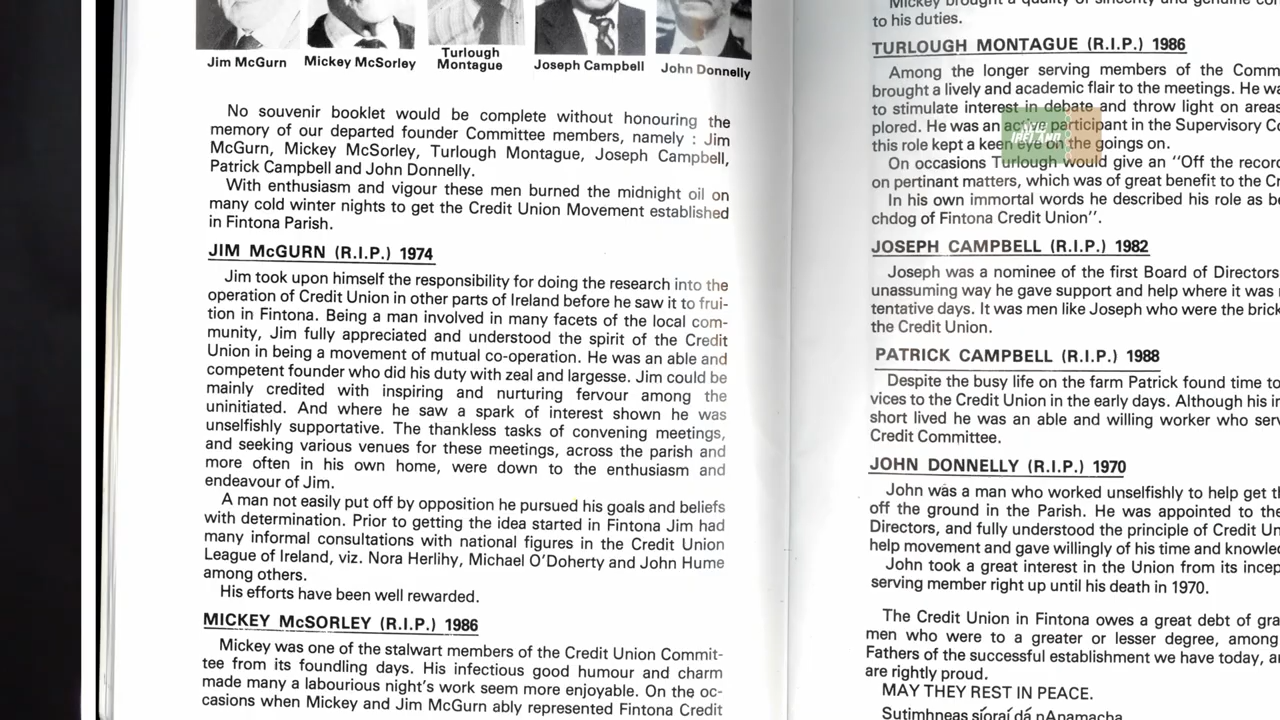 Jim McGurn
Mickey McSorley
Turlough
Montague
Joseph Campbell
John Donnelly
No souvenir booklet would be complete without honouring the
memory of our departed founder Committee members, namely : Jim
McGurn, Mickey McSorley, Turlough Montague, Joseph Campbell,
Patrick Campbell and John Donnelly.
With enthusiasm and vigour these men burned the midnight oil on
many cold winter nights to get the Credit Union Movement established
in Fintona Parish.
JIM McGURN (R.I.P.) 1974
Jim took upon himself the responsibility for doing the research into the
operation of Credit Union in other parts of Ireland before he saw it to frui-
tion in Fintona. Being a man involved in many facets of the local com-
munity, Jim fully appreciated and understood the spirit of the Credit
Union in being a movement of mutual co-operation. He was an able and
competent founder who did his duty with zeal and largesse. Jim could be
mainly credited with inspiring and nurturing fervour among the
uninitiated. And where he saw a spark of interest shown he was
unselfishly supportative. The thankless tasks of convening meetings,
and seeking various venues for these meetings, across the parish and
more often in his own home, were down to the enthusiasm and
endeavour of Jim.
A man not easily put off by opposition he pursued his goals and beliefs
with determination. Prior to getting the idea started in Fintona Jim had
many informal consultations with national figures in the Credit Union
League of Ireland, viz. Nora Herlihy, Michael O'Doherty and John Hume
among others.
His efforts have been well rewarded.
MICKEY McSORLEY (R.I.P.) 1986
Mickey was one of the stalwart members of the Credit Union Commit-
tee from its foundling days. His infectious good humour and charm
made many a labourious night's work seem more enjoyable. On the oc-
casions when Mickey and Jim McGurn ably represented Fintona Credit
Mickey brought a quality of sincerity and genuine
to his duties.
TURLOUGH MONTAGUE (R.I.P.) 1986
Among the longer serving members of the Comm
brought a lively and academic flair to the meetings. He wa
to stimulate interest in debate and throw light on areas
plored. He was an active participant in the Supervisory Co
this role kept a keen eye on the goings on.
On occasions Turlough would give an "Off the recor
on pertinant matters, which was of great benefit to the Cr
In his own immortal words he described his role as be
chdog of Fintona Credit Union".
JOSEPH CAMPBELL (R.I.P.) 1982
Joseph was a nominee of the first Board of Directors
unassuming way he gave support and help where it was
tentative days. It was men like Joseph who were the brick
the Credit Union.
PATRICK CAMPBELL (R.I.P.) 1988
Despite the busy life on the farm Patrick found time to
vices to the Credit Union in the early days. Although his in
short lived he was an able and willing worker who serv
Credit Committee.
JOHN DONNELLY (R.I.P.) 1970
John was a man who worked unselfishly to help get th
off the ground in the Parish. He was appointed to the
Directors, and fully understood the principle of Credit Un
help movement and gave willingly of his time and knowled
John took a great interest in the Union from its incep
serving member right up until his death in 1970.
The Credit Union in Fintona owes a great debt of gra
men who were to a greater or lesser degree, among
Fathers of the successful establishment we have today, a
are rightly proud.
MAY THEY REST IN PEACE.
Sutimhneas síoraí dá nAnamacha
IRELAND